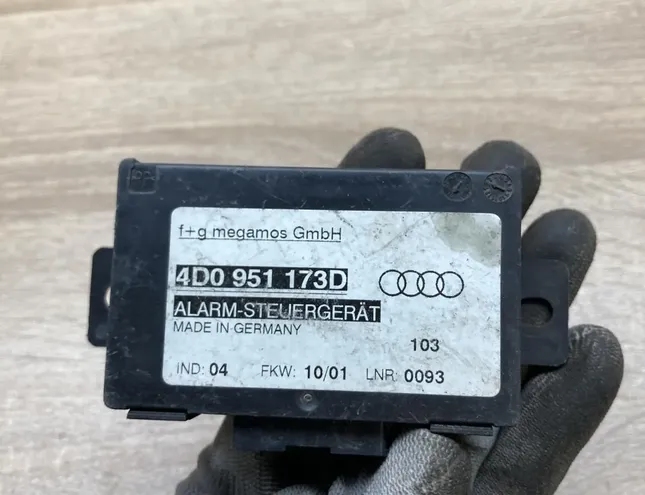 f+g megamos GmbH
4D0 951 173D
ALARM-STEUERGERÄT
MADE IN GERMANY
103
IND: 04 FKW: 10/01 LNR: 0093